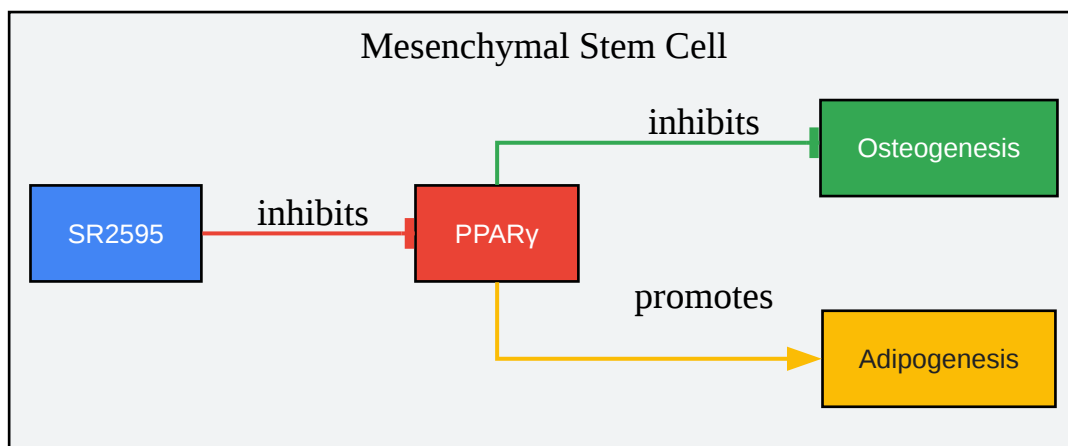 Mesenchymal Stem Cell
inhibits
Osteogenesis
SR2595
inhibits
PPARγ
promotes
Adipogenesis